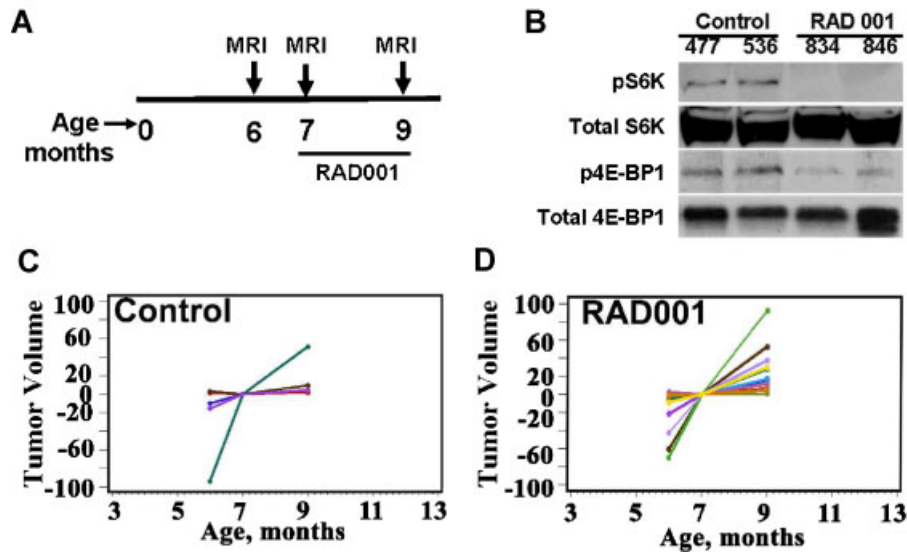 A
MRI MRI MRI
Age months
0 6 7 9
RAD001
B
Control RAD 001
477 536 834 846
pS6K
Total S6K
p4E-BP1
Total 4E-BP1
C
Control
Tumor Volume
100
60
20
0
-20
-60
-100
3 5 7 9 11 13
Age, months
D
RAD001
Tumor Volume
100
60
20
0
-20
-60
-100
3 5 7 9 11 13
Age, months